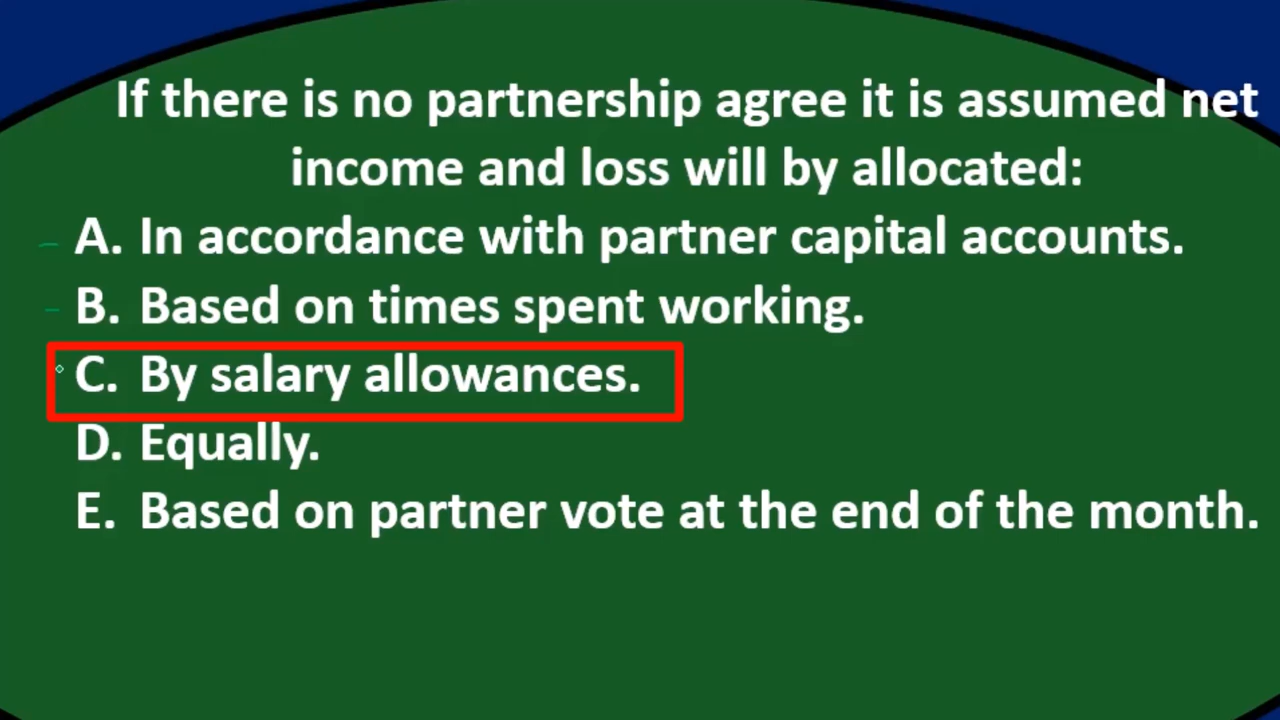 If there is no partnership agree it is assumed net
income and loss will by allocated:
A. In accordance with partner capital accounts.
B. Based on times spent working.
C. By salary allowances.
D. Equally.
E. Based on partner vote at the end of the month.